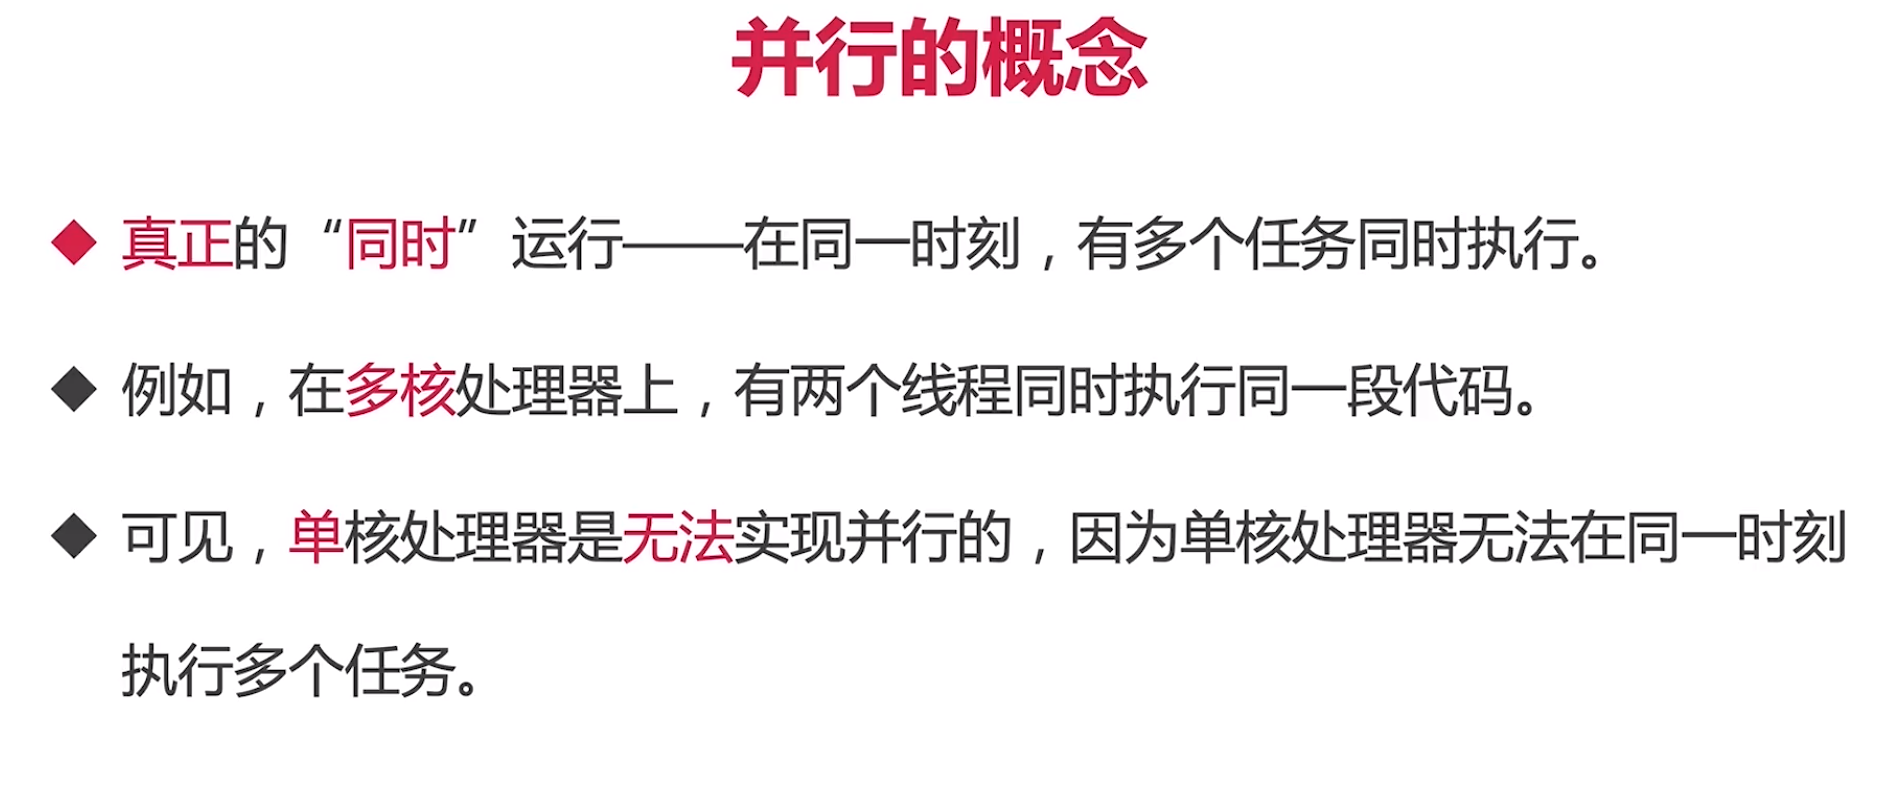 并行的概念
◆ 真正的“同时”运行——在同一时刻，有多个任务同时执行。
◆ 例如，在多核处理器上，有两个线程同时执行同一段代码。
◆ 可见，单核处理器是无法实现并行的，因为单核处理器无法在同一时刻
执行多个任务。